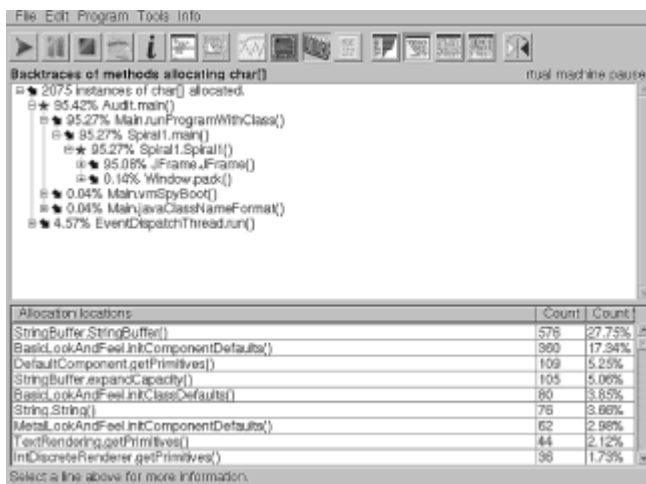 File Edit Program Tools Info
Backtraces of methods allocating char[] rtual machine pause
2075 instances of char[] allocated.
95.42% Audit.main()
95.27% Main.runProgramWithClass()
95.27% Spiral1.main()
95.27% Spiral1.Spiral1()
95.08% JFrame.JFrame()
0.14% Window.pack()
0.04% Main.vmSpyBoot()
0.04% Main.javaClassNameFormat()
4.57% EventDispatchThread.run()
Allocation locations Count Count
StringBuffer.StringBuffer() 576 27.75%
BasicLookAndFeel.initComponentDefaults() 360 17.34%
DefaultComponent.getPrimitives() 109 5.25%
StringBuffer.expandCapacity() 105 5.06%
BasicLookAndFeel.initClassDefaults() 80 3.85%
String.String() 76 3.66%
MetalLookAndFeel.initComponentDefaults() 62 2.98%
TextRendering.getPrimitives() 44 2.12%
IntDiscreteRenderer.getPrimitives() 36 1.73%
Select a line above for more information.